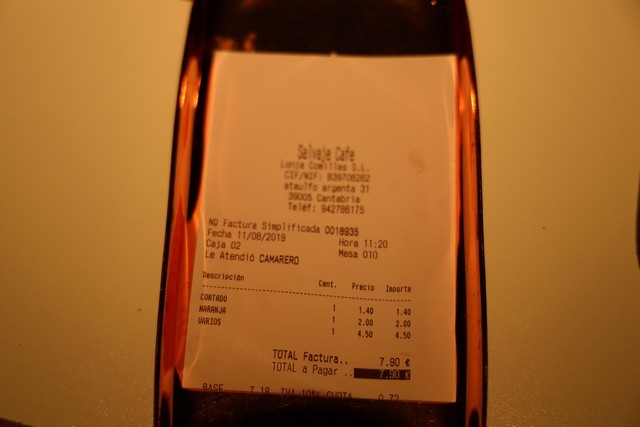 Salvaje Cafe
Lonja Comillas S.L.
CIF/NIF: B39706262
ataulfo argenta 31
39005 Cantabria
Teléf: 942786175
NO Factura Simplificada 0018935
Fecha 11/08/2019 Hora 11:20
Caja 02 Mesa 010
Le Atendió CAMARERO
Descripción Cant. Precio Importe
CORTADO 1 1.40 1.40
NARANJA 1 2.00 2.00
VARIOS 1 4.50 4.50
TOTAL Factura.. 7.90 €
TOTAL a Pagar .. 7.90 €
BASE 7.18 IVA 10% CUOTA 0.72